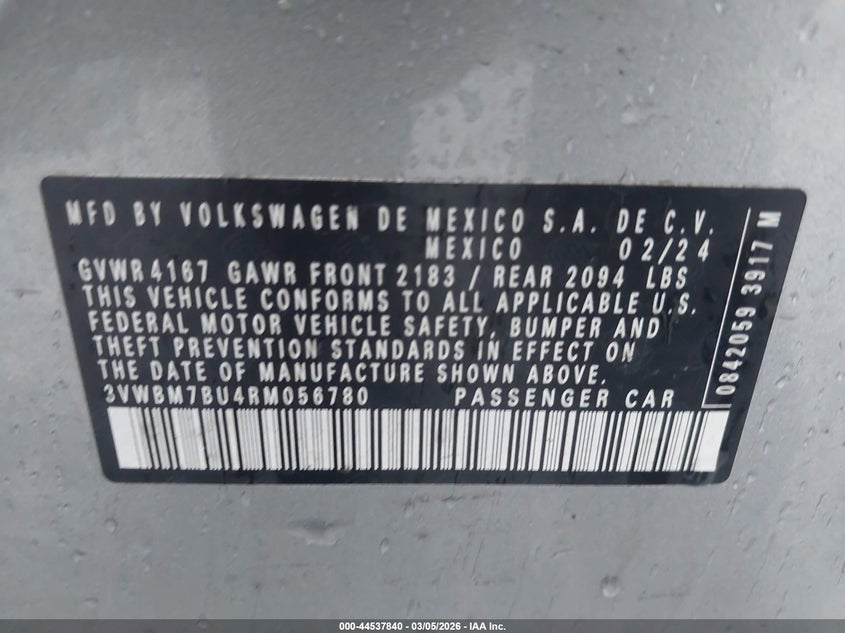 MFD BY VOLKSWAGEN DE MEXICO S.A. DE C.V.
MEXICO 02/24
GVWR 4167 GAWR FRONT 2183 / REAR 2094 LBS
THIS VEHICLE CONFORMS TO ALL APPLICABLE U.S.
FEDERAL MOTOR VEHICLE SAFETY, BUMPER AND
THEFT PREVENTION STANDARDS IN EFFECT ON
THE DATE OF MANUFACTURE SHOWN ABOVE.
3VWBM7BU4RM056780 PASSENGER CAR
0842059 3917 M
000-44537840 - 03/05/2026 - IAA Inc.